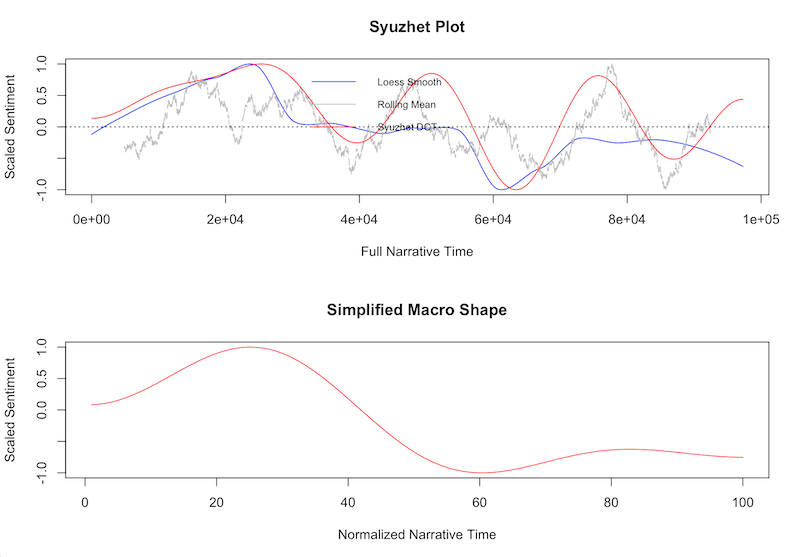 Syuzhet Plot
Scaled Sentiment
1.0
0.5
0.0
-1.0
Loess Smooth
Rolling Mean
Syuzhet DCT
0e+00 2e+04 4e+04 6e+04 8e+04 1e+05
Full Narrative Time
Simplified Macro Shape
Scaled Sentiment
1.0
0.5
0.0
-1.0
0 20 40 60 80 100
Normalized Narrative Time